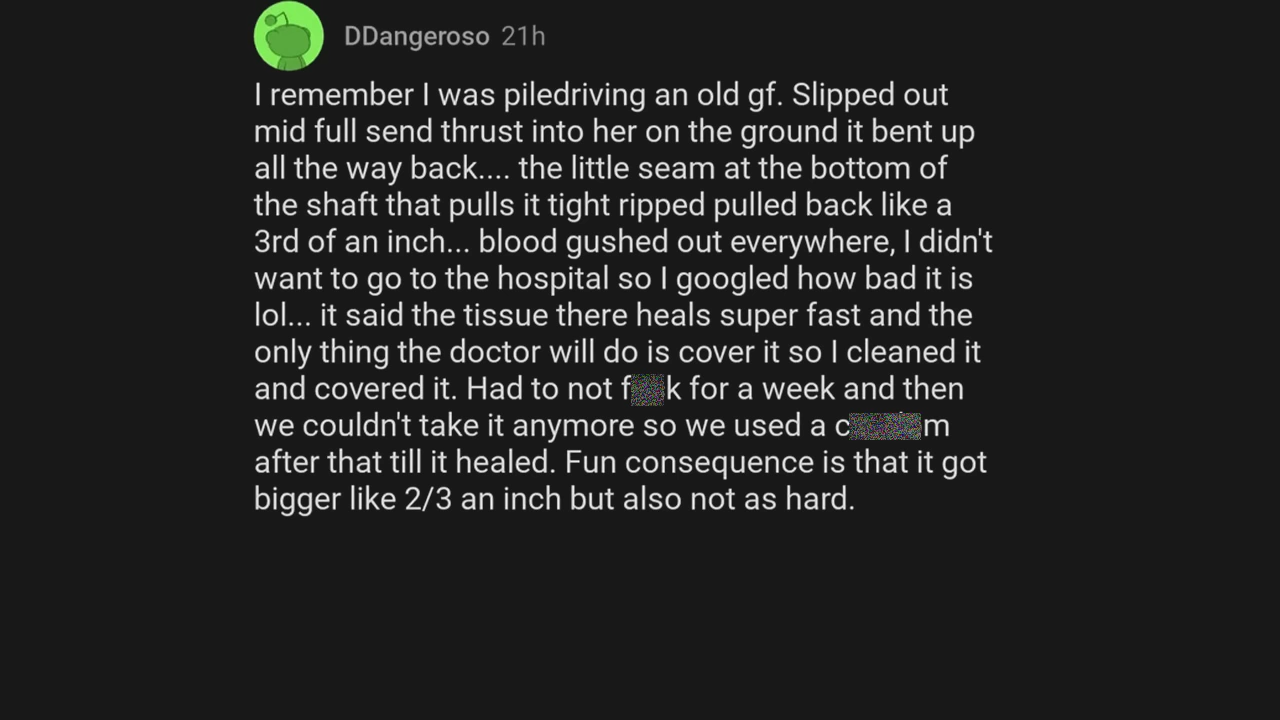 DDangeroso 21h
I remember I was piledriving an old gf. Slipped out
mid full send thrust into her on the ground it bent up
all the way back.... the little seam at the bottom of
the shaft that pulls it tight ripped pulled back like a
3rd of an inch... blood gushed out everywhere, I didn't
want to go to the hospital so I googled how bad it is
lol... it said the tissue there heals super fast and the
only thing the doctor will do is cover it so I cleaned it
and covered it. Had to not f k for a week and then
we couldn't take it anymore so we used a c m
after that till it healed. Fun consequence is that it got
bigger like 2/3 an inch but also not as hard.